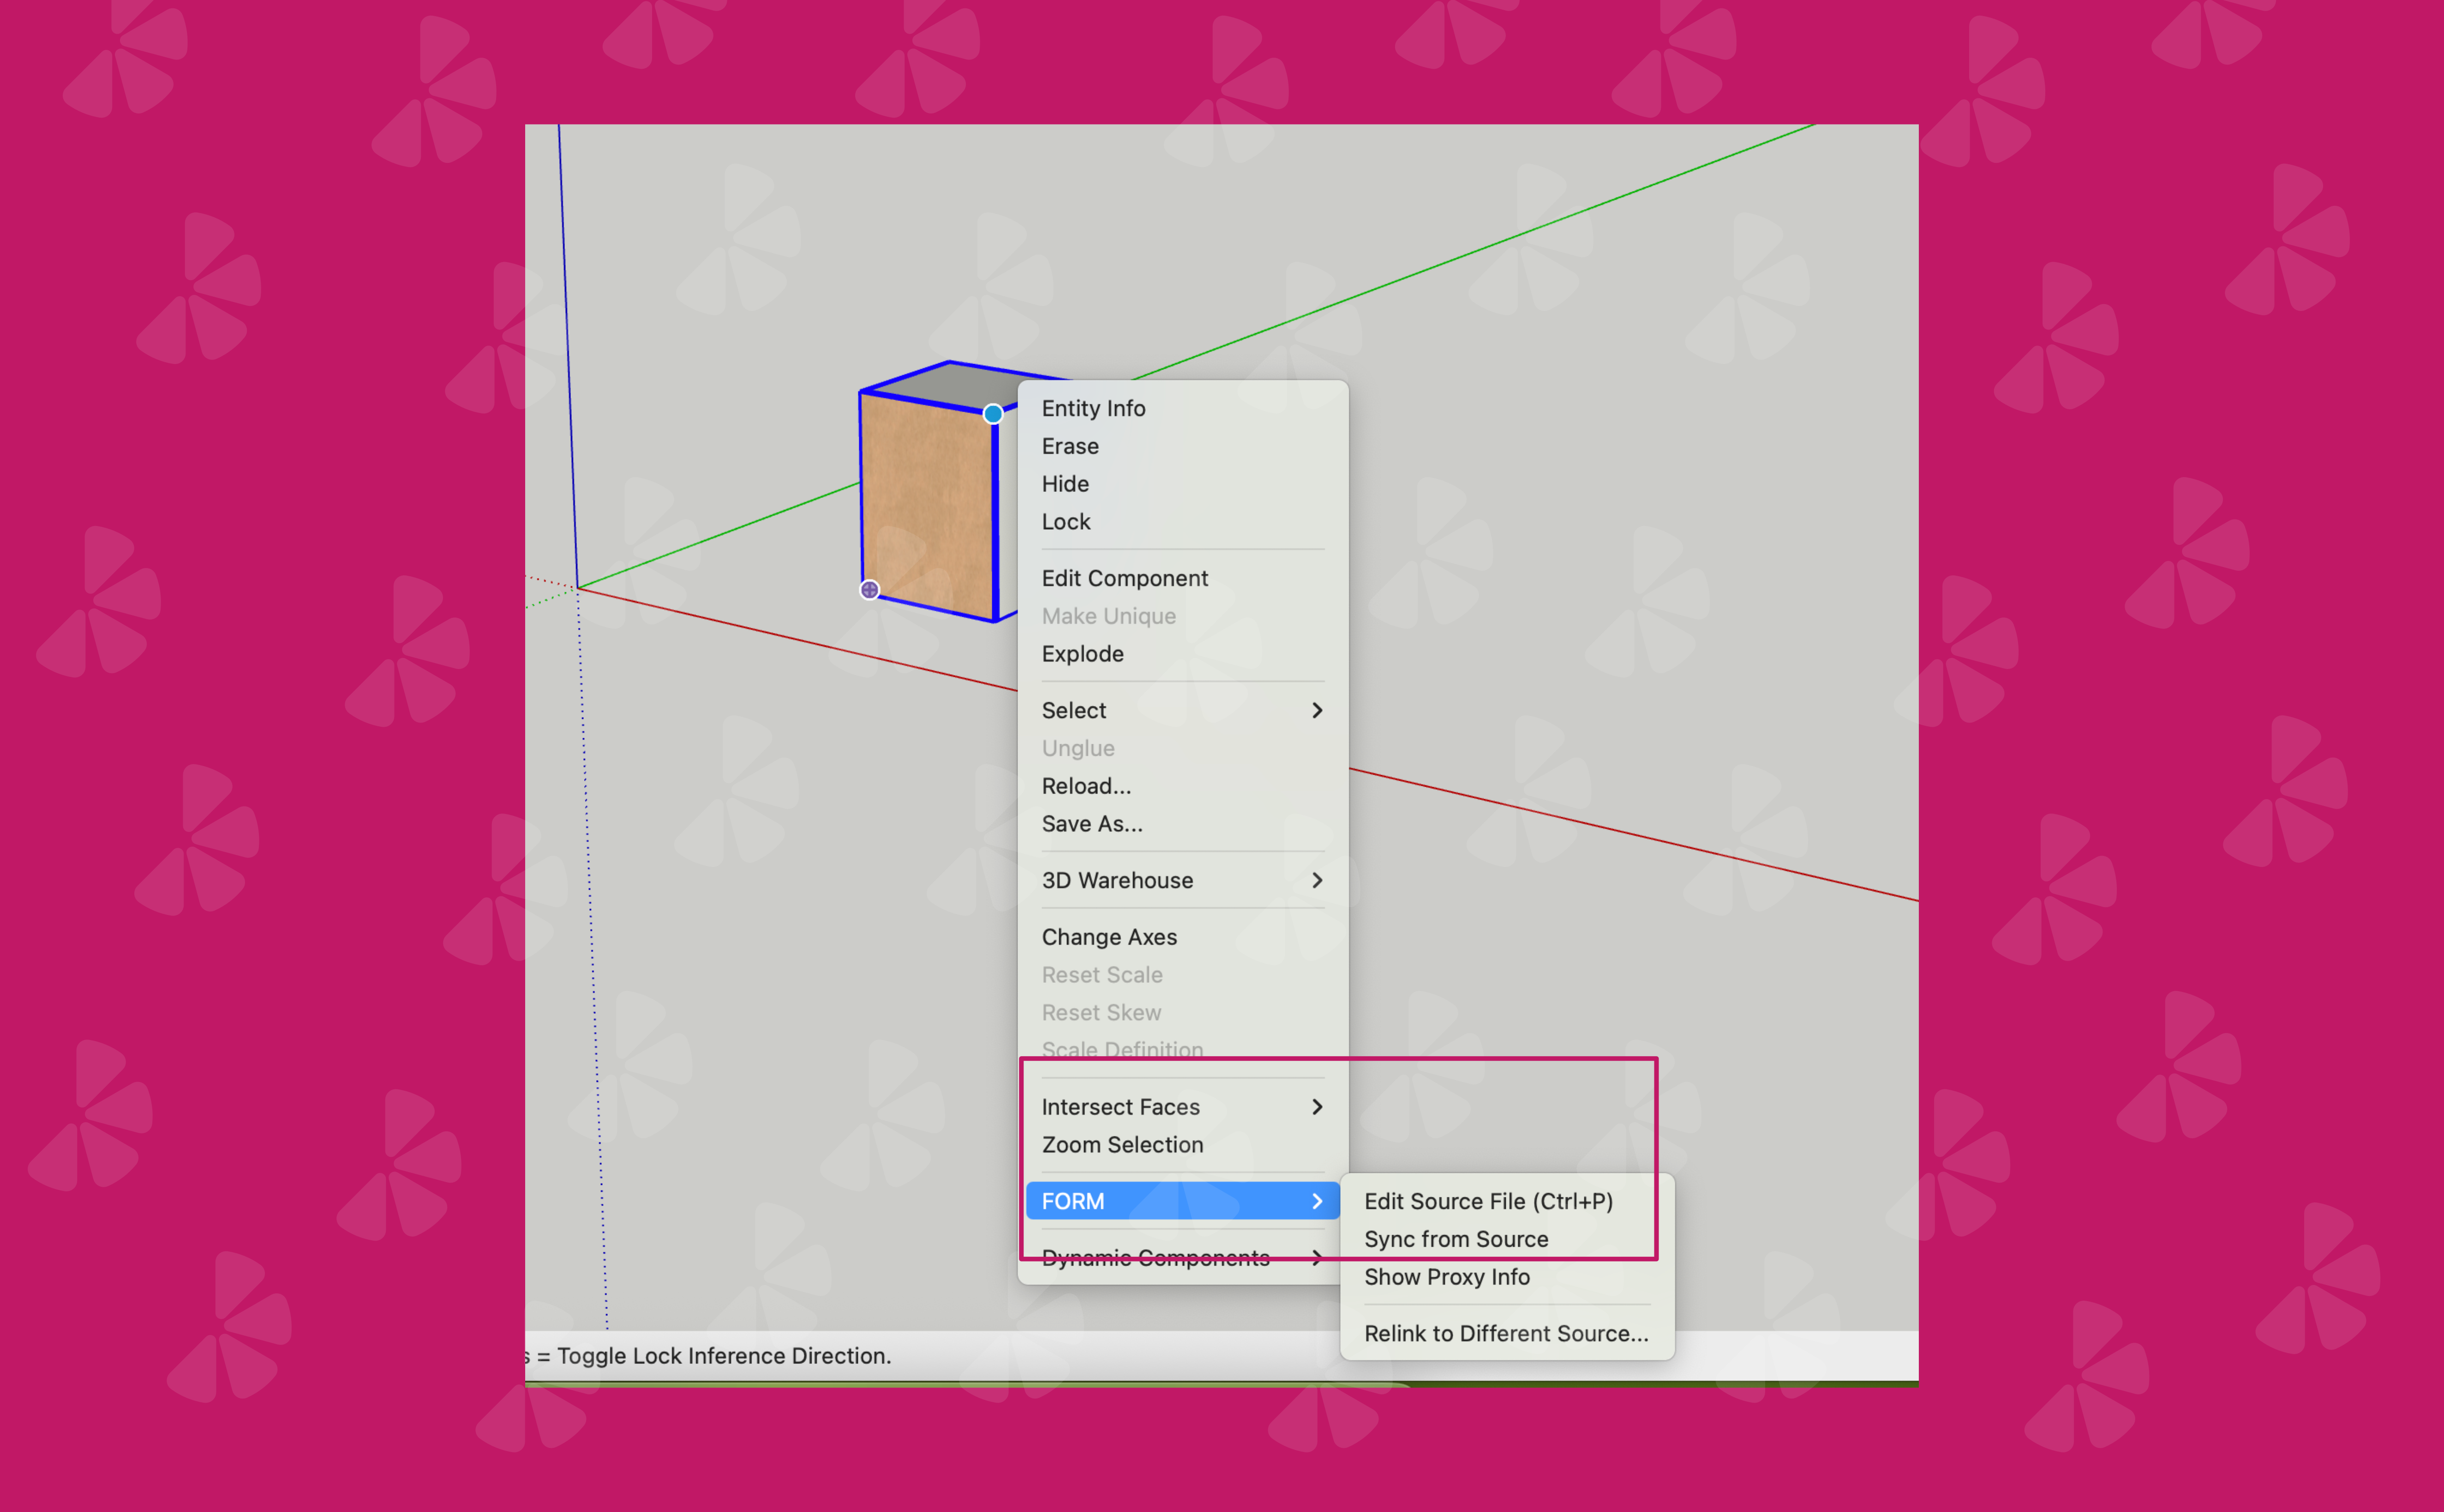 Entity Info
Erase
Hide
Lock
Edit Component
Make Unique
Explode
Select
Unglue
Reload...
Save As...
3D Warehouse
Change Axes
Reset Scale
Reset Skew
Scale Definition
Intersect Faces
Zoom Selection
FORM
Dynamic Components
Edit Source File (Ctrl+P)
Sync from Source
Show Proxy Info
Relink to Different Source...
= Toggle Lock Inference Direction.